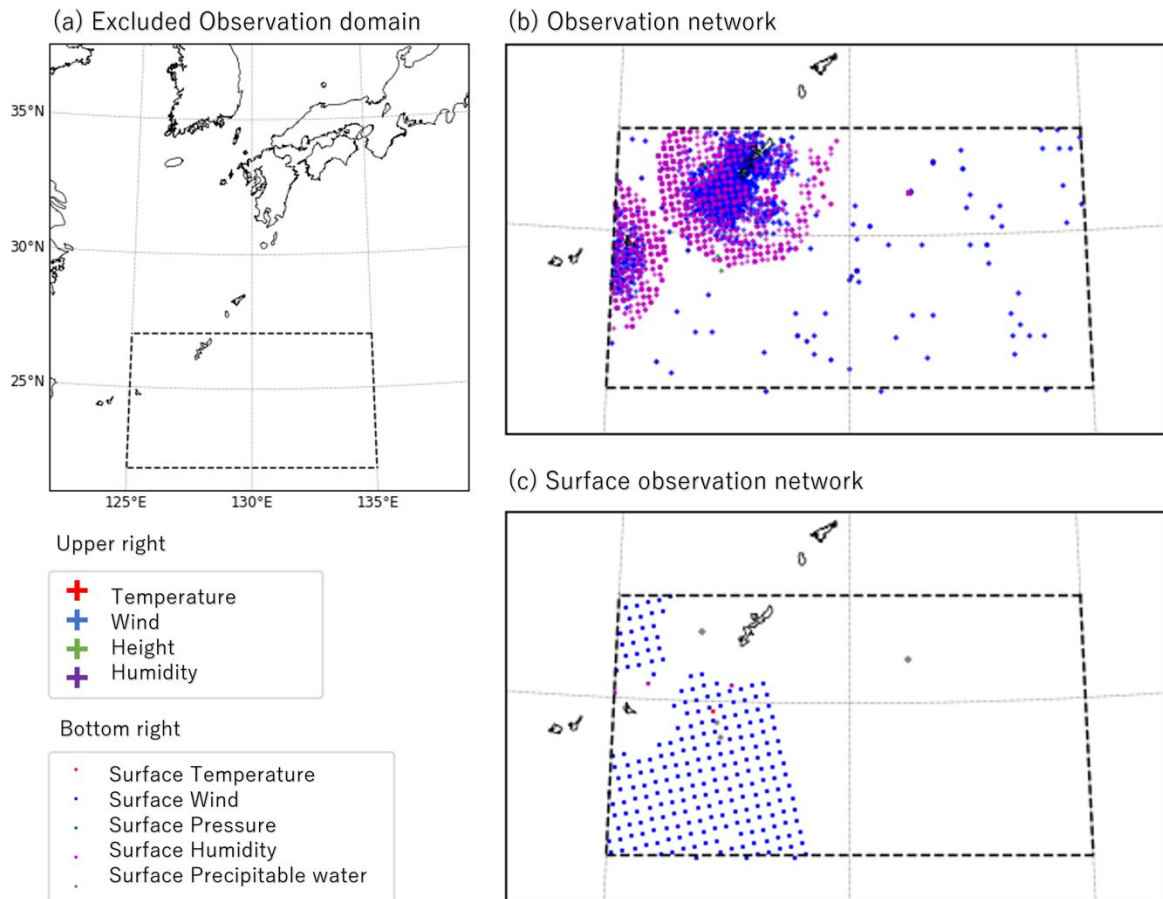 (a) Excluded Observation domain
35°N
30°N
25°N
125°E 130°E 135°E
(b) Observation network
(c) Surface observation network
Upper right
Temperature
Wind
Height
Humidity
Bottom right
Surface Temperature
Surface Wind
Surface Pressure
Surface Humidity
Surface Precipitable water